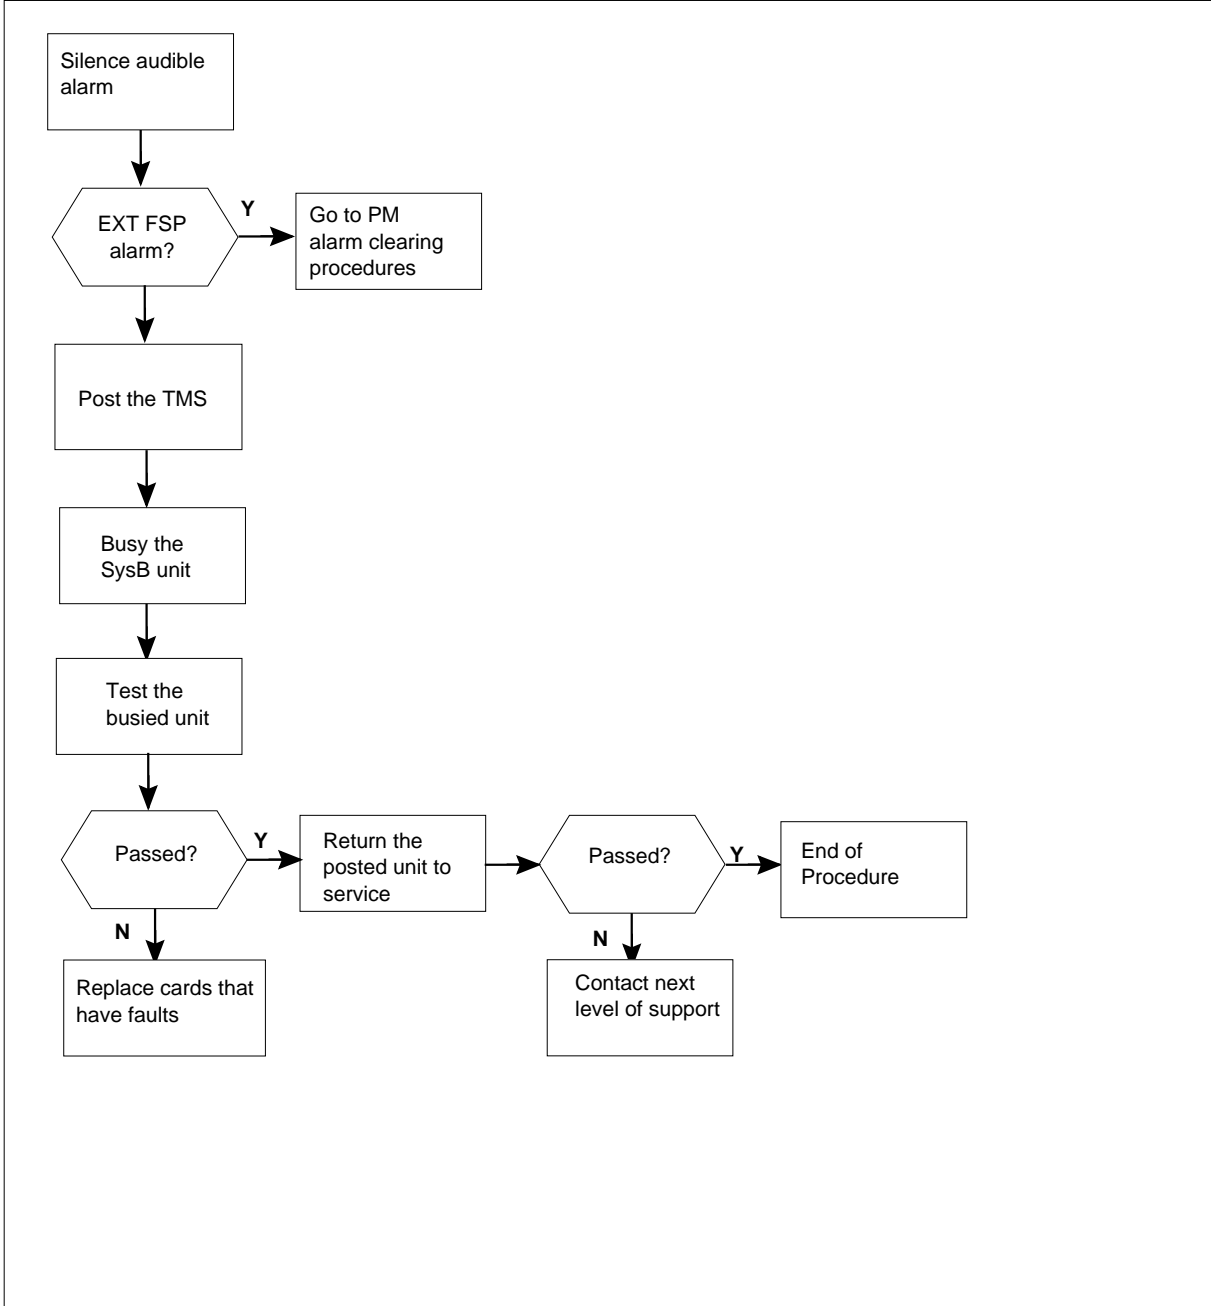 Silence audible
alarm
EXT FSP
alarm?
Y
Go to PM
alarm clearing
procedures
Post the TMS
Busy the
SysB unit
Test the
busied unit
Passed?
Y
Return the
posted unit to
service
Passed?
Y
End of
Procedure
N
Replace cards that
have faults
N
Contact next
level of support